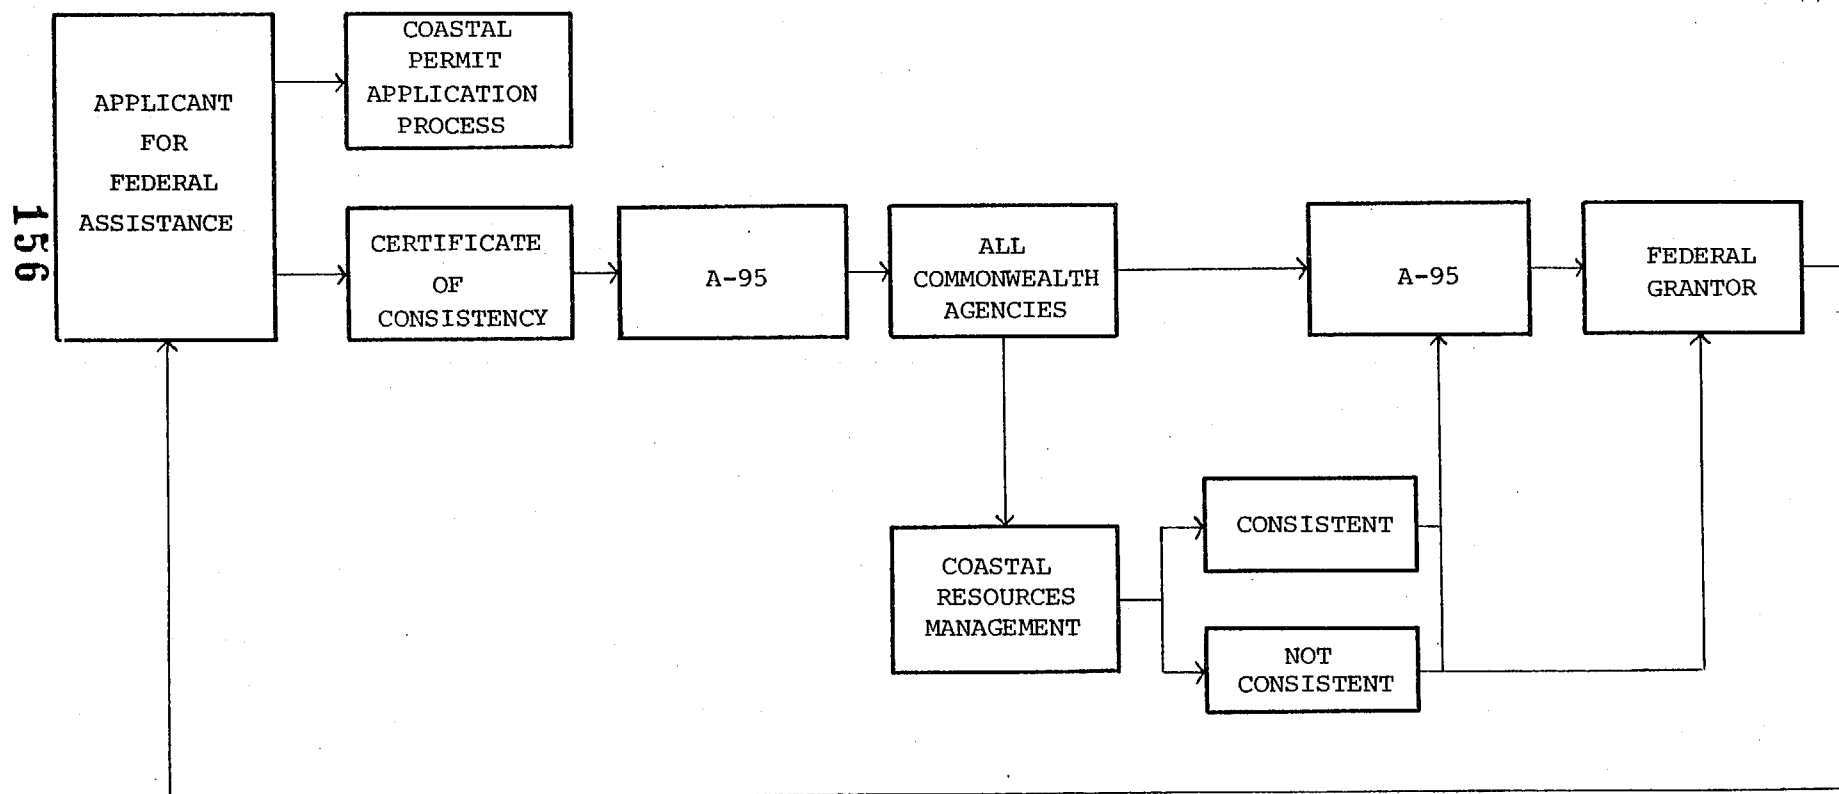 COASTAL
PERMIT
APPLICATION
PROCESS
APPLICANT
FOR
FEDERAL
ASSISTANCE
156
CERTIFICATE
OF
CONSISTENCY
A-95
ALL
COMMONWEALTH
AGENCIES
A-95
FEDERAL
GRANTOR
CONSISTENT
COASTAL
RESOURCES
MANAGEMENT
NOT
CONSISTENT